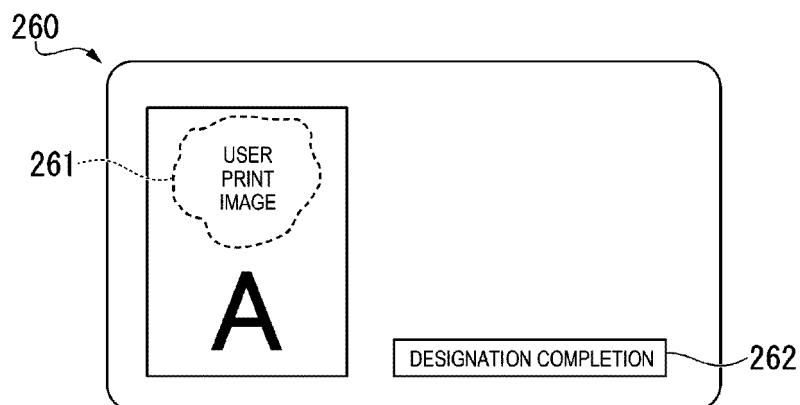 260
261
USER
PRINT
IMAGE
A
DESIGNATION COMPLETION
262